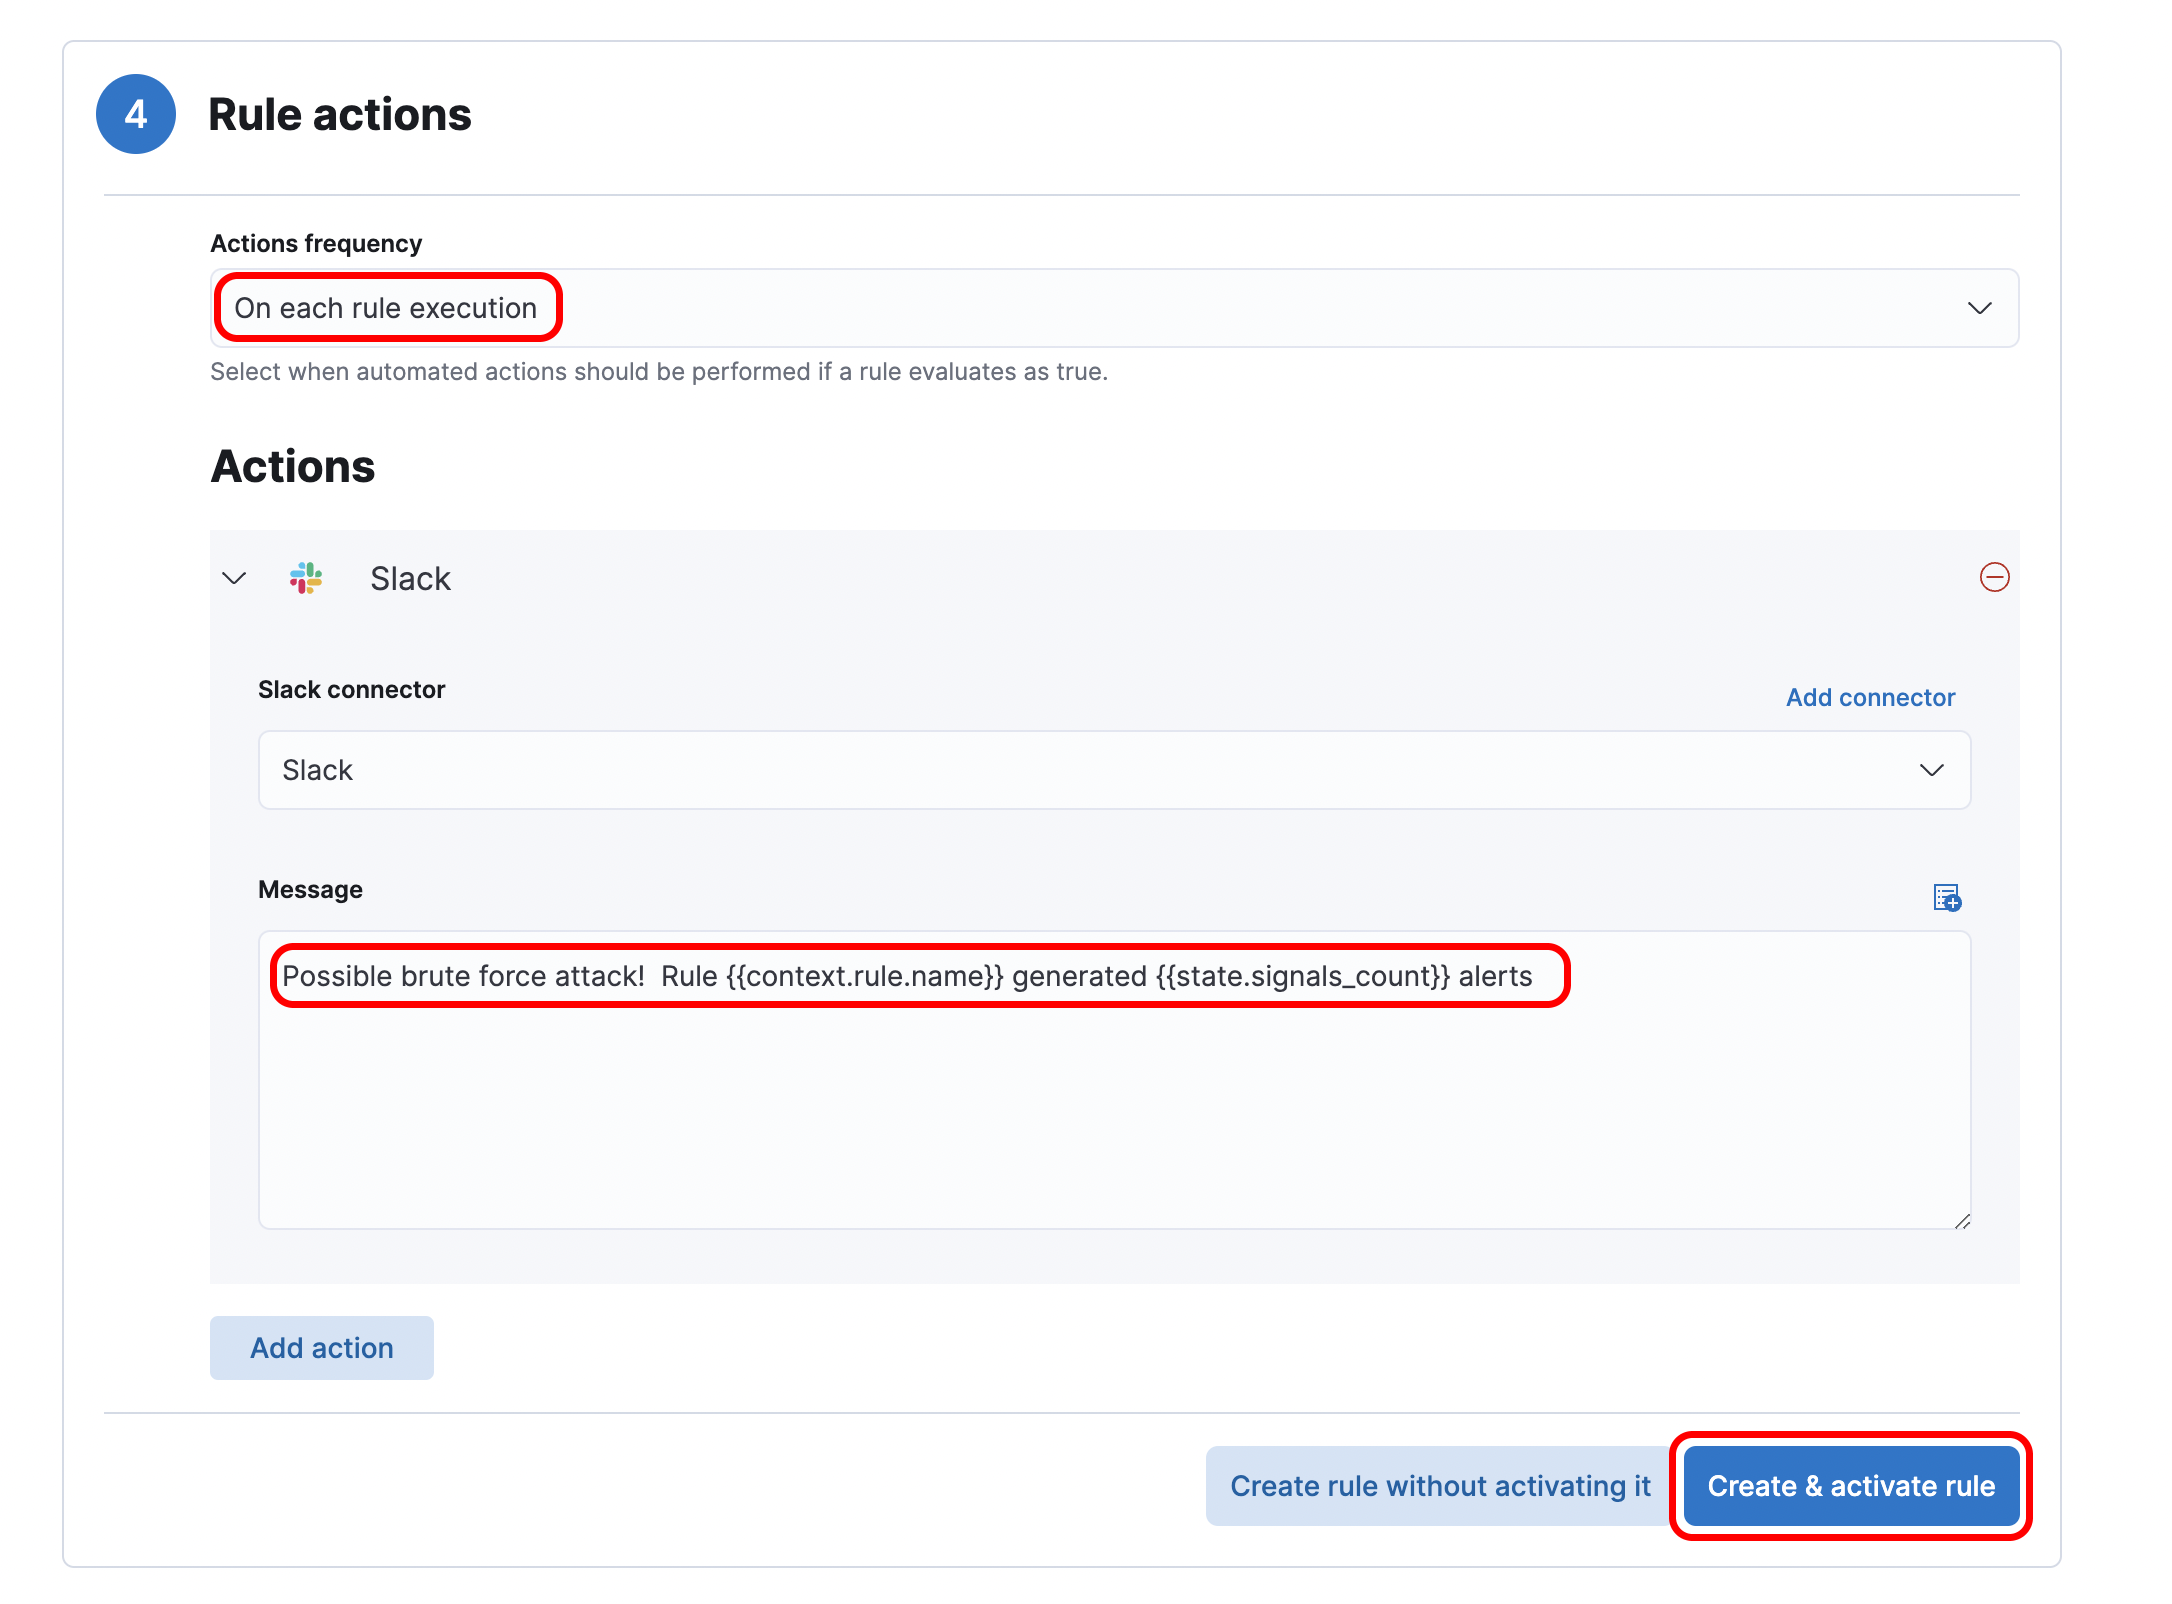 4 Rule actions
Actions frequency
On each rule execution
Select when automated actions should be performed if a rule evaluates as true.
Actions
Slack
Slack connector
Add connector
Slack
Message
Possible brute force attack!  Rule {{context.rule.name}} generated {{state.signals_count}} alerts
Add action
Create rule without activating it
Create & activate rule